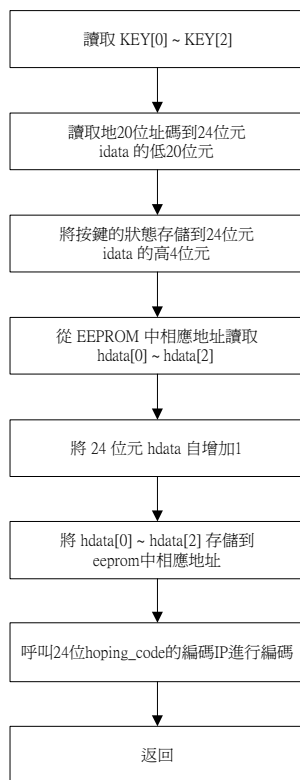 讀取 KEY[0] ~ KEY[2]
讀取地20位址碼到24位元
idata 的低20位元
將按鍵的狀態存儲到24位元
idata 的高4位元
從 EEPROM 中相應地址讀取
hdata[0] ~ hdata[2]
將 24 位元 hdata 自增加1
將 hdata[0] ~ hdata[2] 存儲到
eeprom中相應地址
呼叫24位hoping_code的編碼IP進行編碼
返回